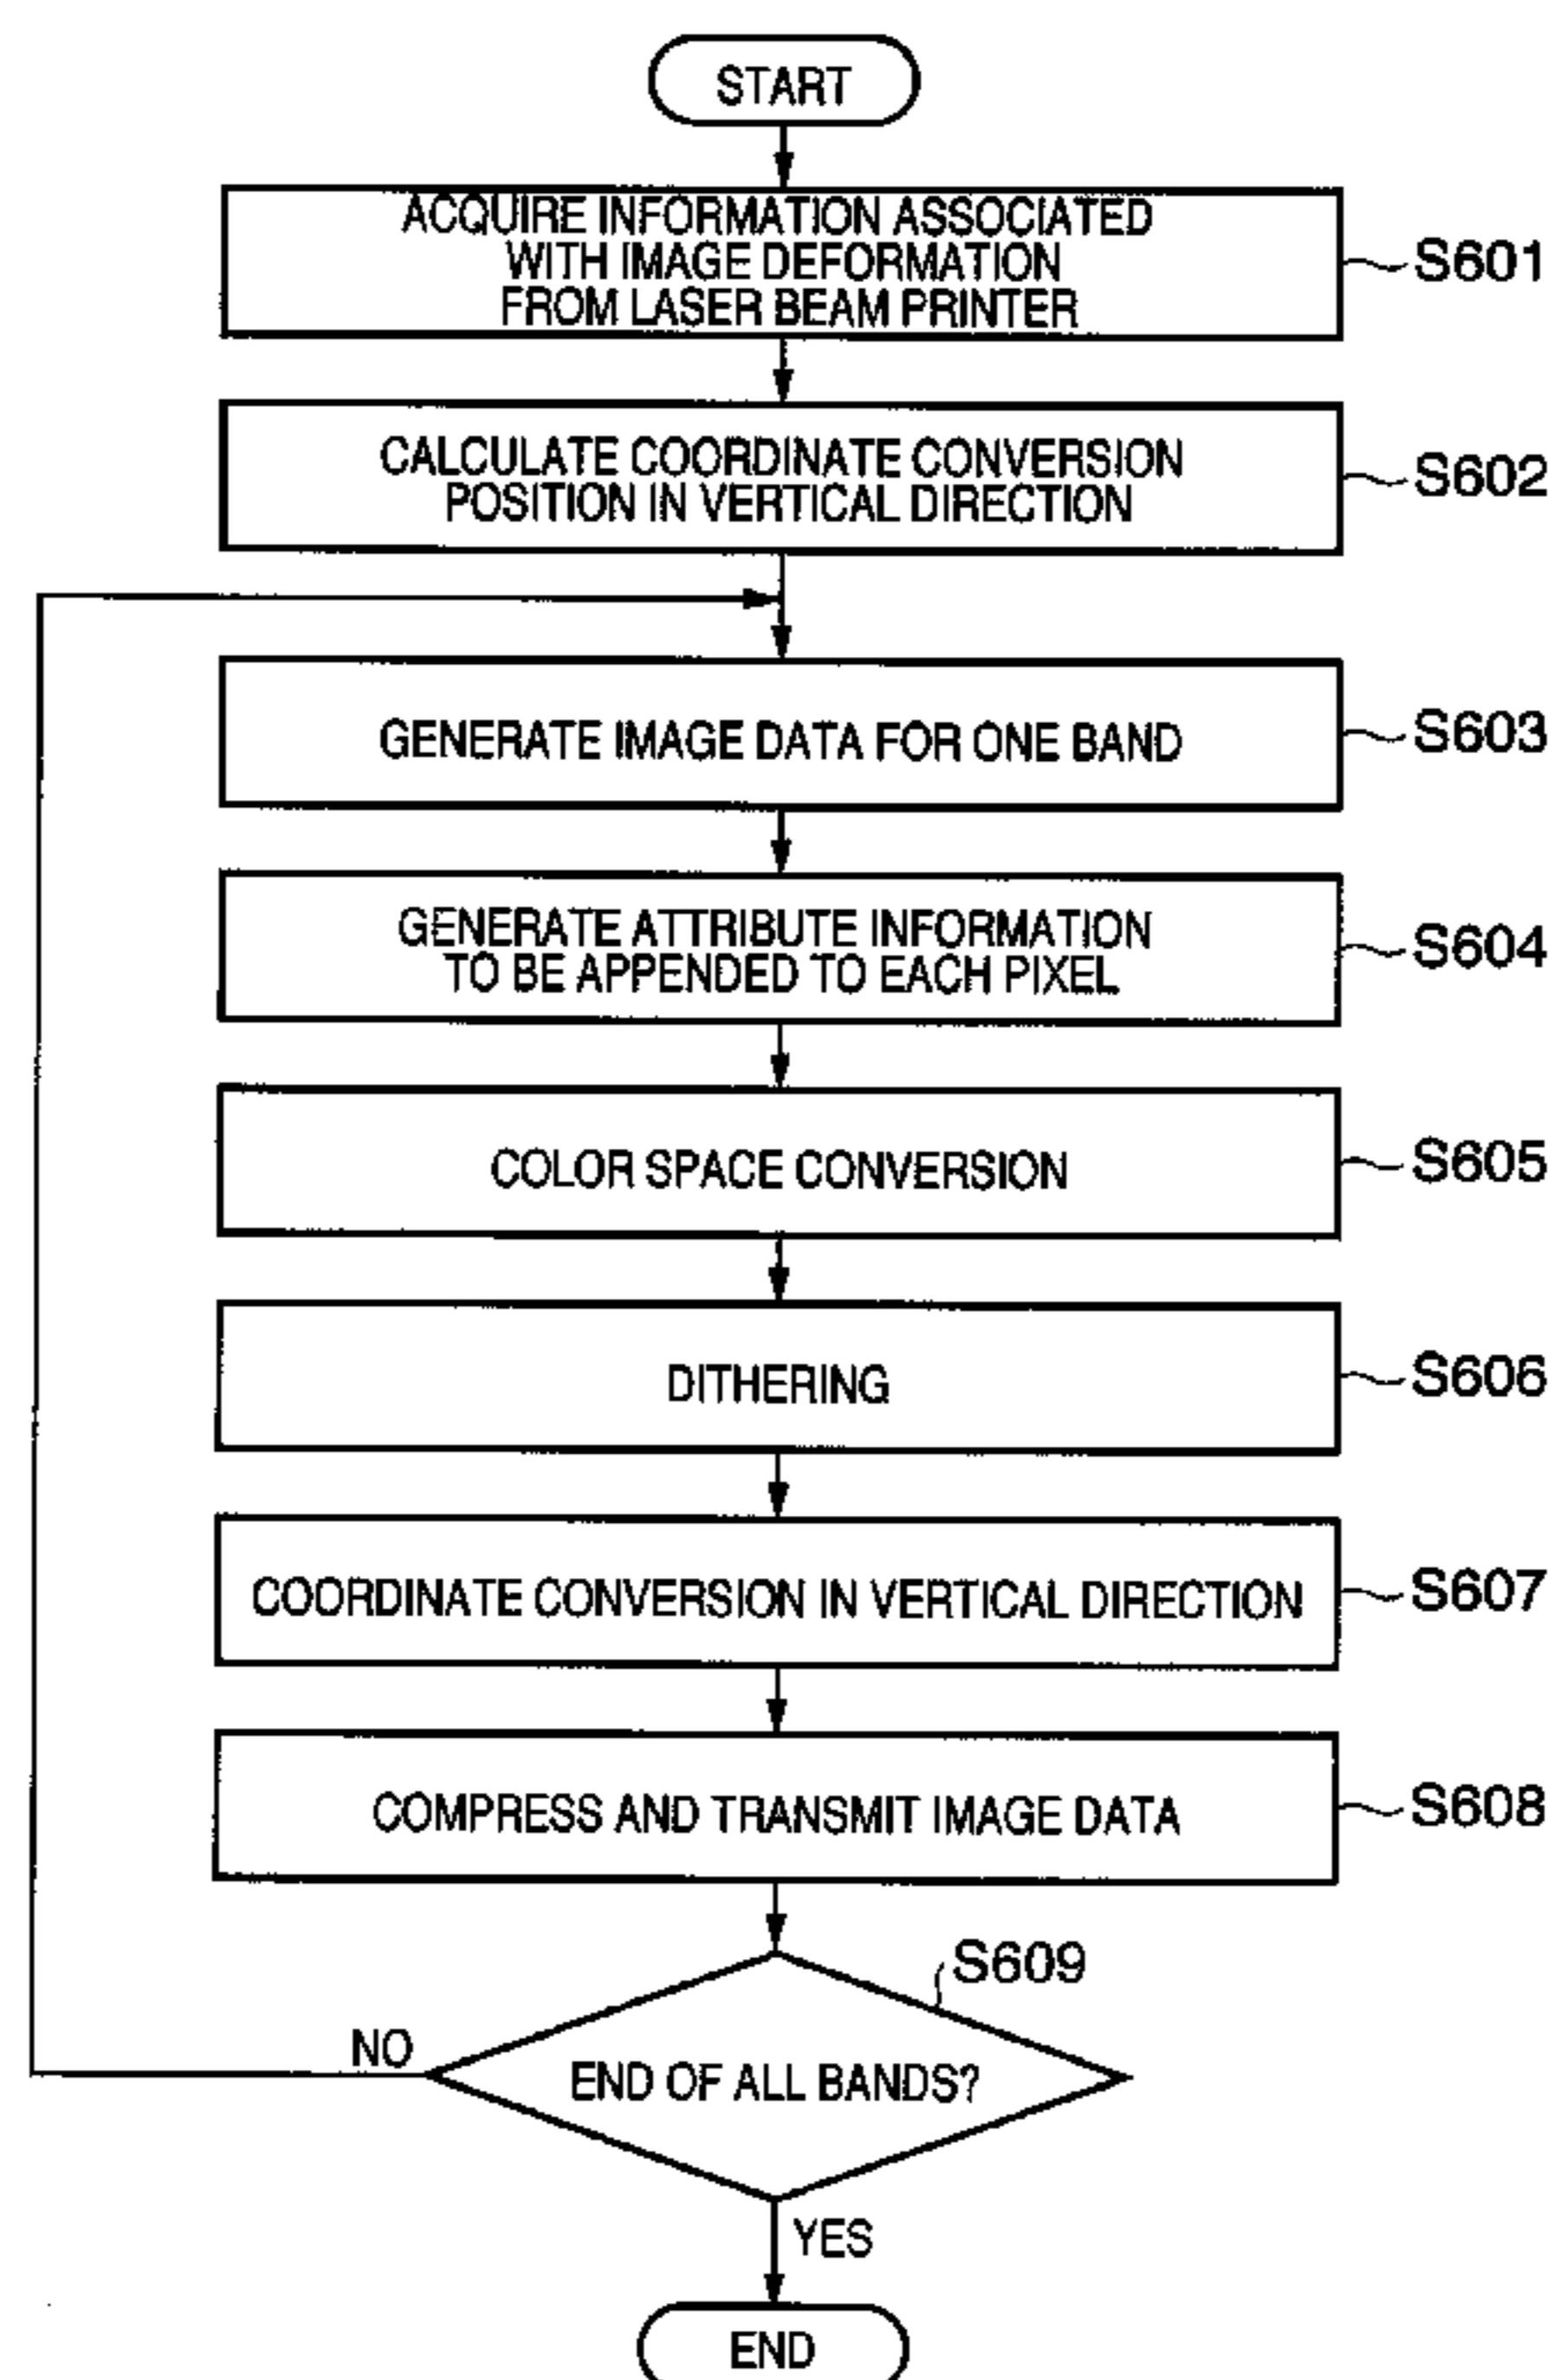 START
ACQUIRE INFORMATION ASSOCIATED
WITH IMAGE DEFORMATION
FROM LASER BEAM PRINTER
S601
CALCULATE COORDINATE CONVERSION
POSITION IN VERTICAL DIRECTION
S602
GENERATE IMAGE DATA FOR ONE BAND
S603
GENERATE ATTRIBUTE INFORMATION
TO BE APPENDED TO EACH PIXEL
S604
COLOR SPACE CONVERSION
S605
DITHERING
S606
COORDINATE CONVERSION IN VERTICAL DIRECTION
S607
COMPRESS AND TRANSMIT IMAGE DATA
S608
S609
NO
END OF ALL BANDS?
YES
END